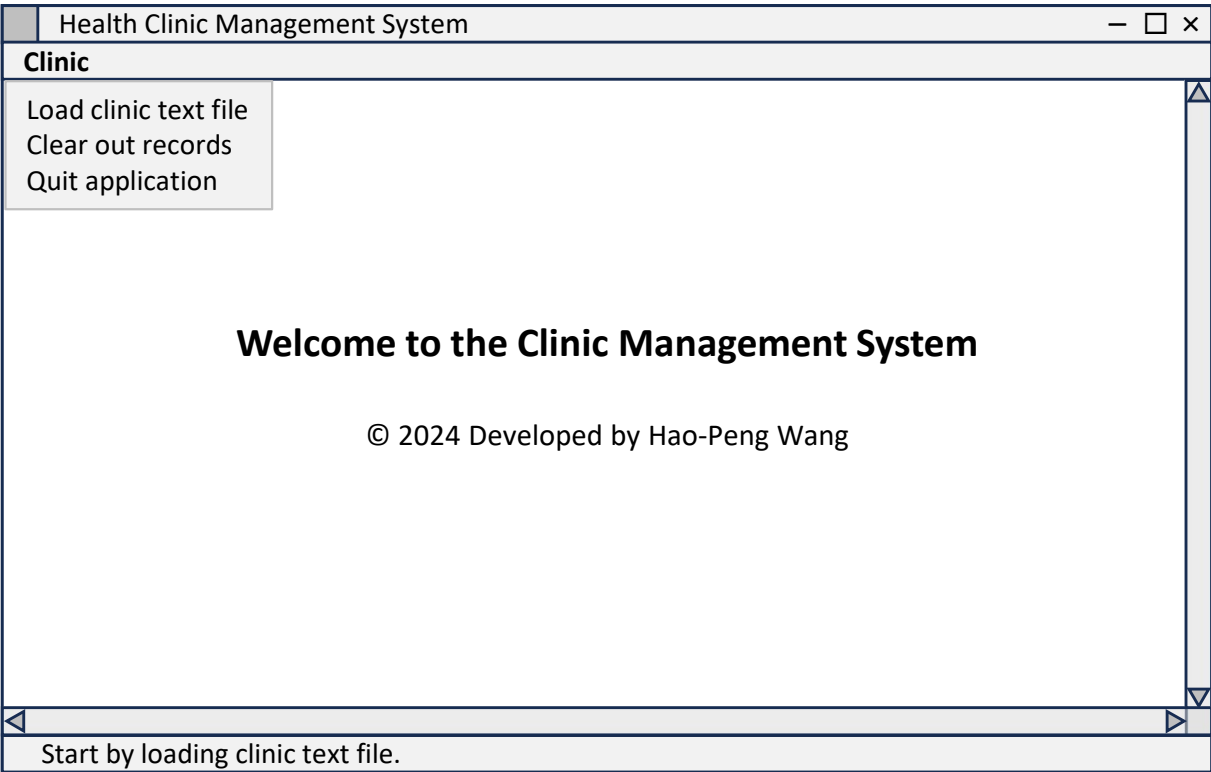 Health Clinic Management System
Clinic
Load clinic text file
Clear out records
Quit application
Welcome to the Clinic Management System
© 2024 Developed by Hao-Peng Wang
Start by loading clinic text file.